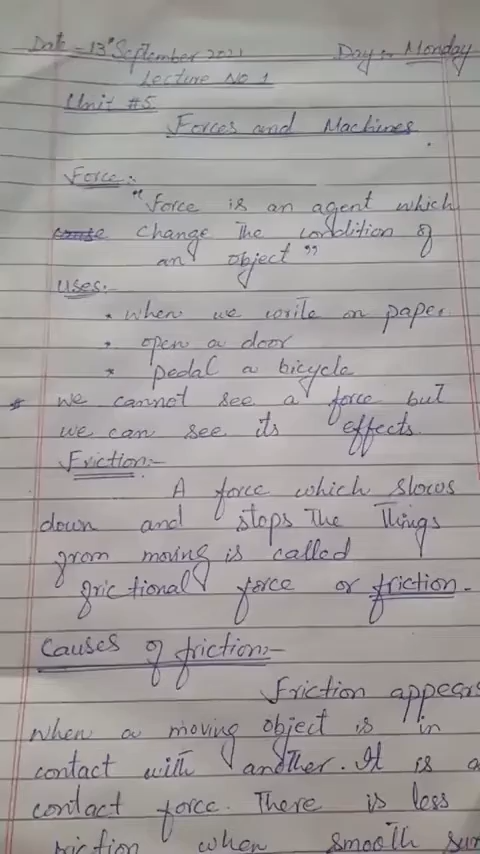 Date - 13th September 2021 Day :- Monday
Lecture No 1
Unit #5
Forces and Machines
Force:-
"Force is an agent which
change the condition of
an object"
Uses:-
* when we write on paper
* open a door
* pedal a bicycle
* we cannot see a force but
we can see its effects.
Friction:-
A force which slows
down and stops the things
from moving is called
frictional force or friction.
Causes of friction:-
Friction appears
when a moving object is in
contact with another. It is a
contact force. There is less
friction when smooth sur